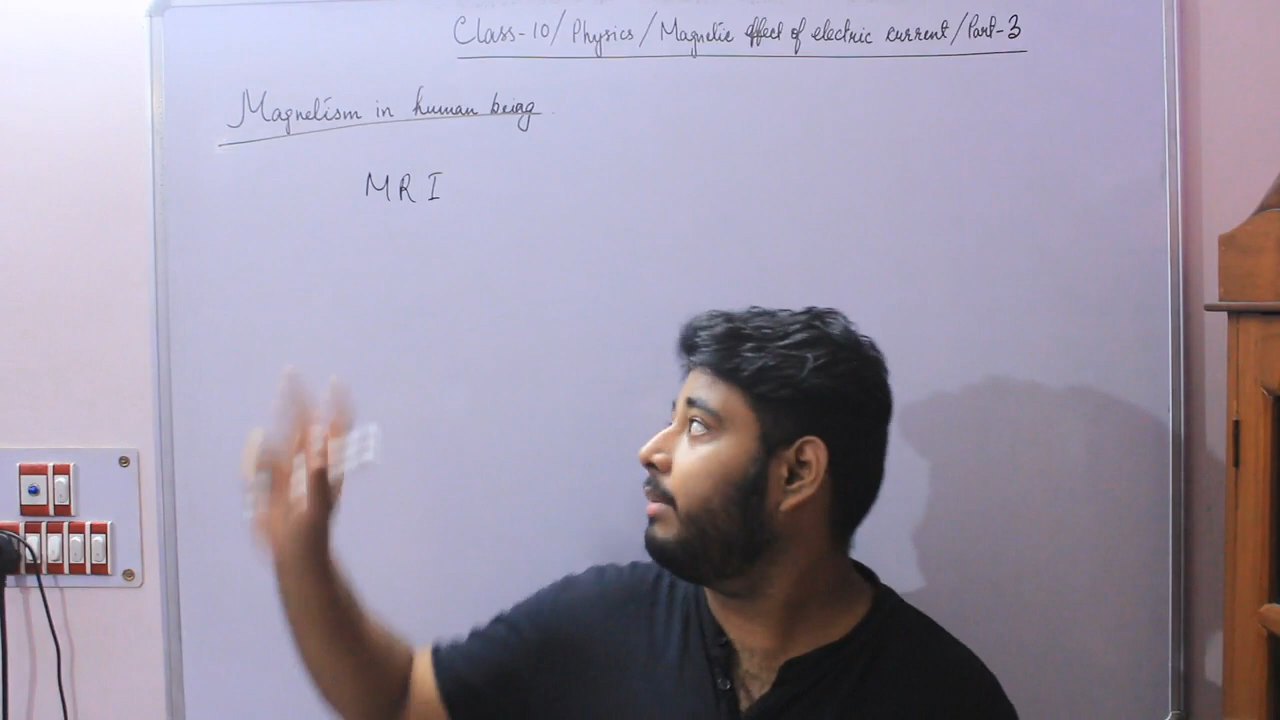 Class-10/Physics/Magnetic effect of electric current/Part-3
Magnetism in human being
MRI